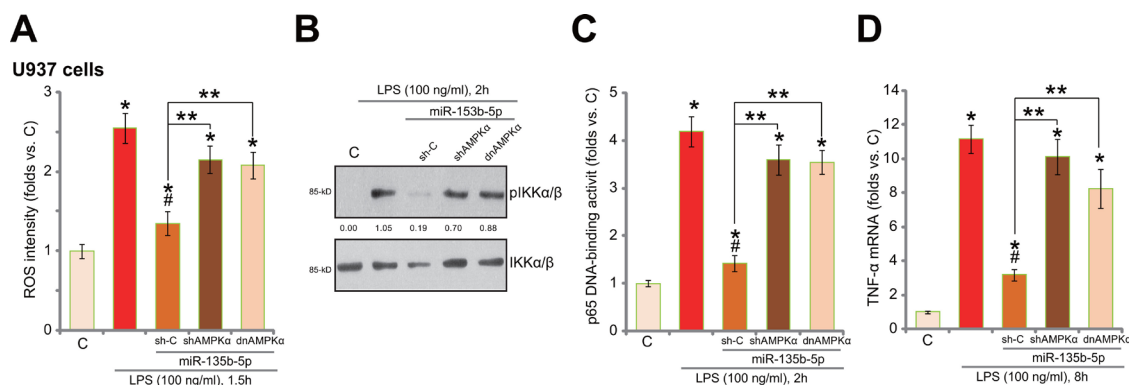 A
U937 cells
ROS intensity (folds vs. C)
3
2
1
0
*
*
#
*
*
**
**
C
sh-C
shAMPKα
dnAMPKα
miR-135b-5p
LPS (100 ng/ml), 1.5h
B
LPS (100 ng/ml), 2h
miR-153b-5p
C
sh-C
shAMPKα
dnAMPKα
85-kD
pIKKα/β
0.00 1.05 0.19 0.70 0.88
85-kD
IKKα/β
C
p65 DNA-binding activit (folds vs. C)
6
5
4
3
2
1
0
*
*
#
*
*
**
**
C
sh-C
shAMPKα
dnAMPKα
miR-135b-5p
LPS (100 ng/ml), 2h
D
TNF-α mRNA (folds vs. C)
14
12
10
8
6
4
2
0
*
*
#
*
*
**
**
C
sh-C
shAMPKα
dnAMPKα
miR-135b-5p
LPS (100 ng/ml), 8h